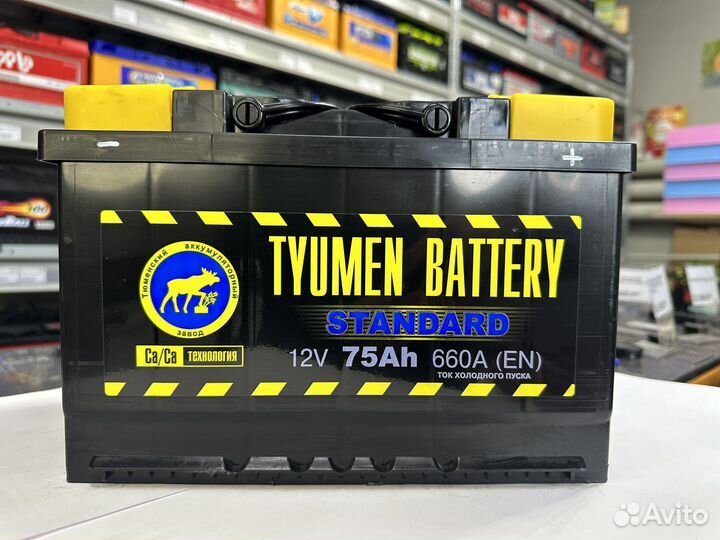 TYUMEN BATTERY
STANDARD
12V 75Ah 660A (EN)
ТОК ХОЛОДНОГО ПУСКА
Тюменский аккумуляторный
завод
Ca/Ca ТЕХНОЛОГИЯ
- +
Avito